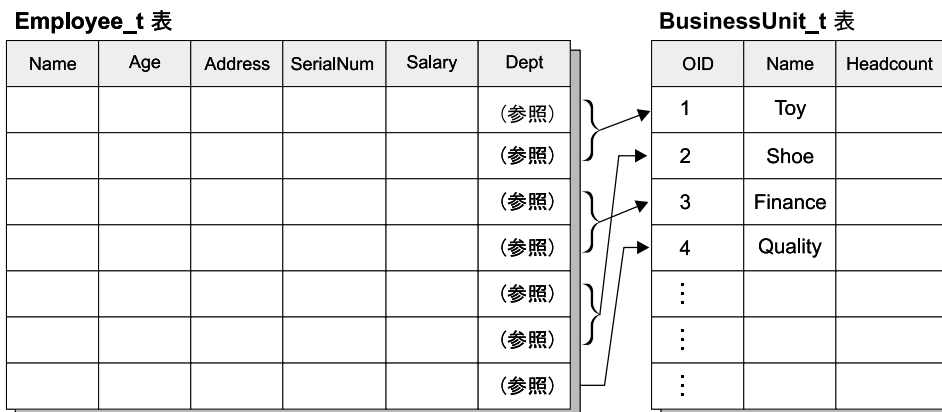 Employee_t 表 BusinessUnit_t 表
Name Age Address SerialNum Salary Dept OID Name Headcount
(参照) 1 Toy
(参照) 2 Shoe
(参照) 3 Finance
(参照) 4 Quality
(参照) ⋮
(参照) ⋮
(参照) ⋮